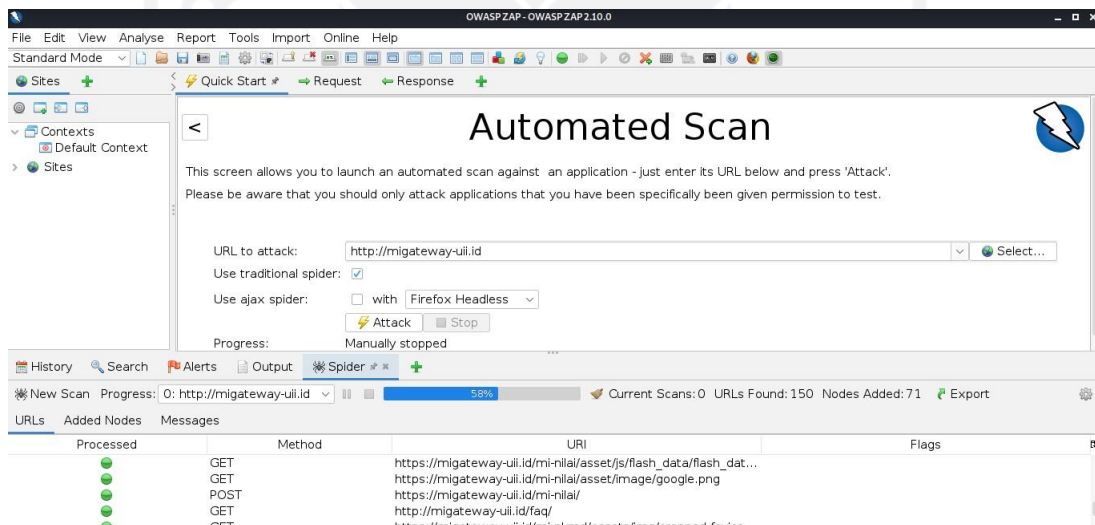 OWASP ZAP - OWASP ZAP 2.10.0
File Edit View Analyse Report Tools Import Online Help
Standard Mode
Sites
Quick Start Request Response
Contexts
Default Context
Sites
<
Automated Scan
This screen allows you to launch an automated scan against an application - just enter its URL below and press 'Attack'.
Please be aware that you should only attack applications that you have been specifically been given permission to test.
URL to attack: http://migateway-uii.id Select...
Use traditional spider:
Use ajax spider: with Firefox Headless
Attack Stop
Progress: Manually stopped
History Search Alerts Output Spider
New Scan Progress: 0: http://migateway-uii.id 58% Current Scans: 0 URLs Found: 150 Nodes Added: 71 Export
URLs Added Nodes Messages
Processed Method URI Flags
GET https://migateway-uii.id/mi-nilai/asset/js/flash_data/flash_dat...
GET https://migateway-uii.id/mi-nilai/asset/image/google.png
POST https://migateway-uii.id/mi-nilai/
GET http://migateway-uii.id/faq/
GET